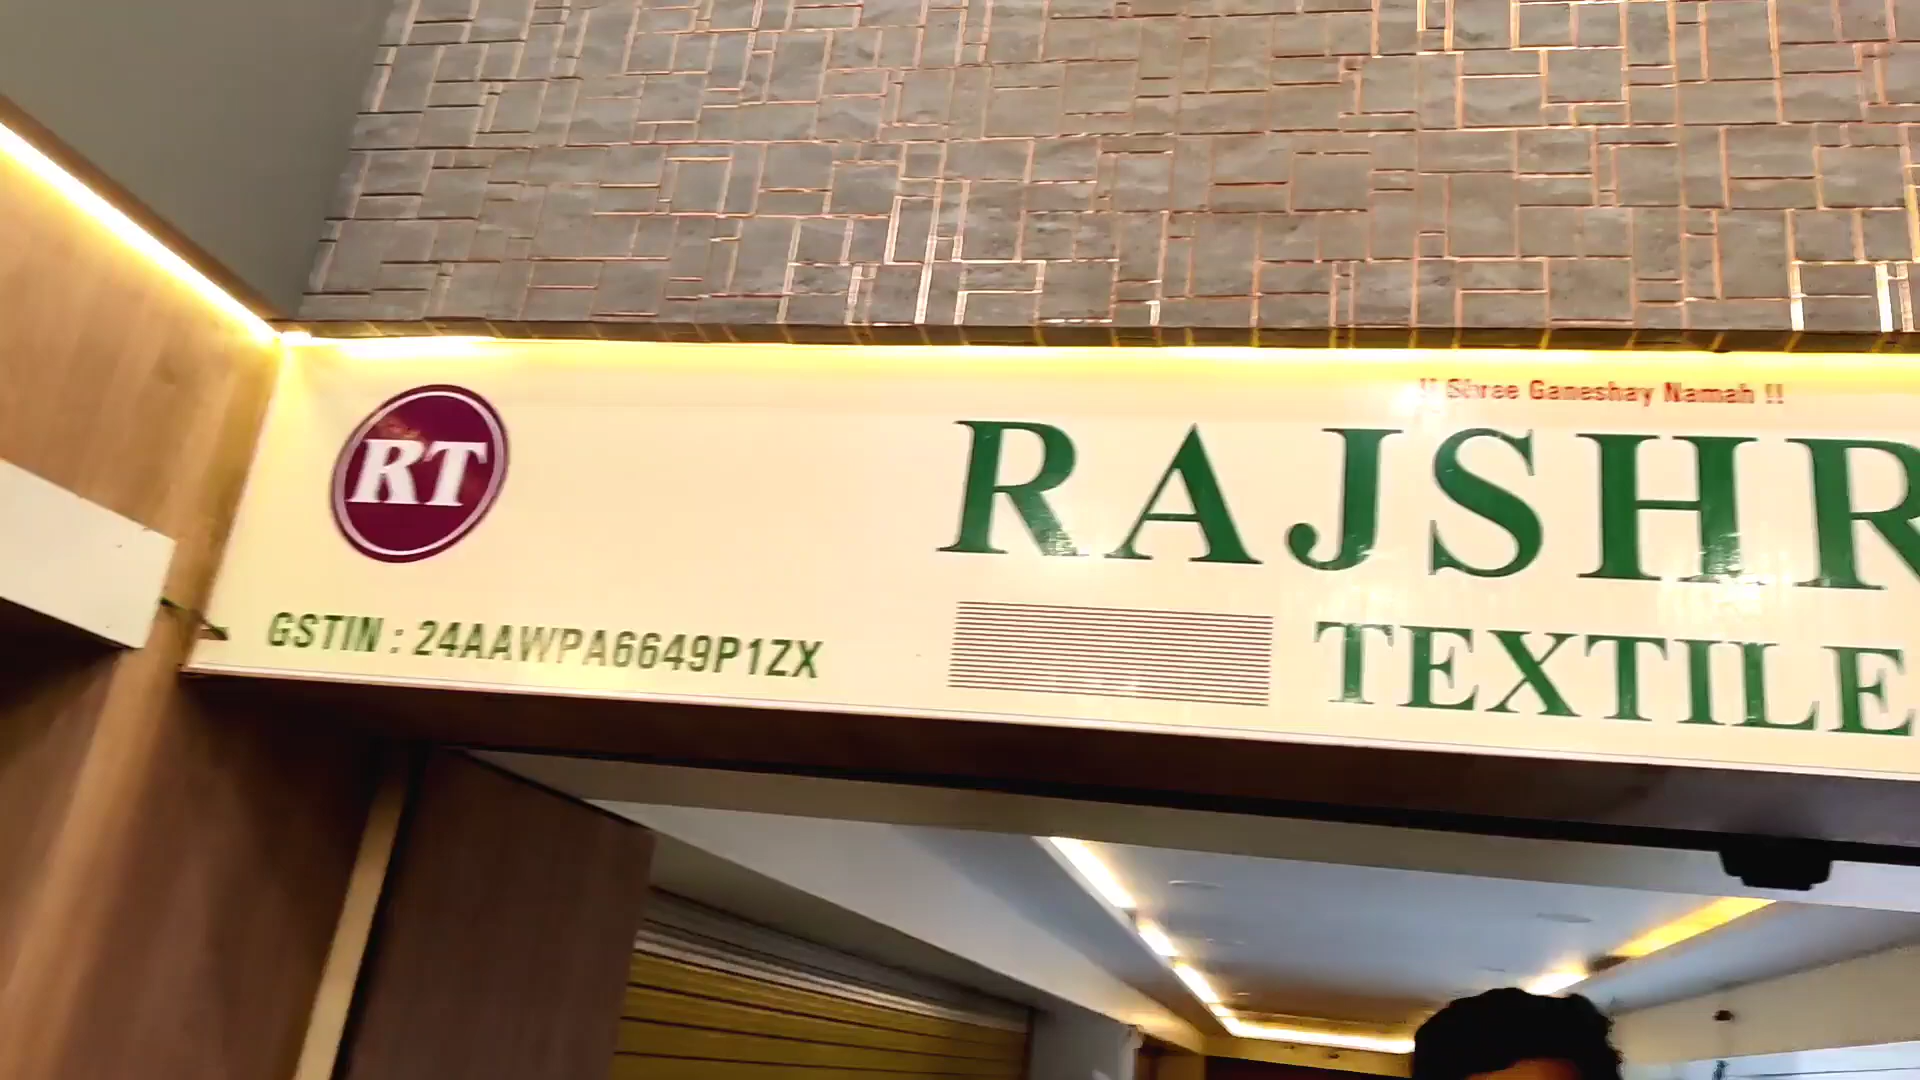 !! Shree Ganeshay Namah !!
RT
RAJSHR
TEXTILE
GSTIN : 24AAWPA6649P1ZX